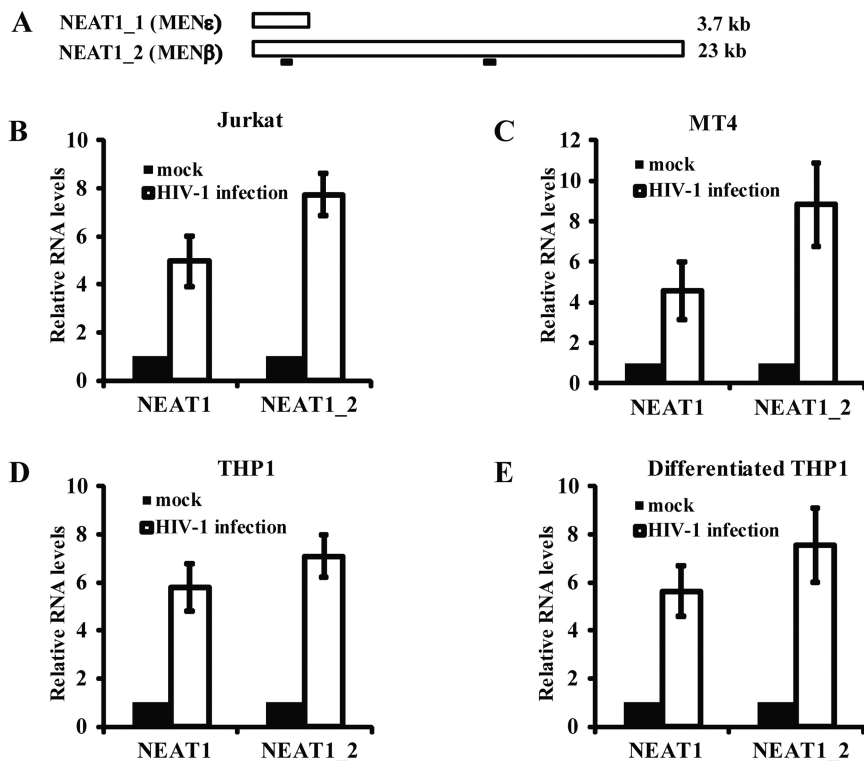 A
NEAT1_1 (MENε) 3.7 kb
NEAT1_2 (MENβ) 23 kb
B
Jurkat
Relative RNA levels
10
8
6
4
2
0
mock
HIV-1 infection
NEAT1 NEAT1_2
C
MT4
Relative RNA levels
12
10
8
6
4
2
0
mock
HIV-1 infection
NEAT1 NEAT1_2
D
THP1
Relative RNA levels
10
8
6
4
2
0
mock
HIV-1 infection
NEAT1 NEAT1_2
E
Differentiated THP1
Relative RNA levels
10
8
6
4
2
0
mock
HIV-1 infection
NEAT1 NEAT1_2